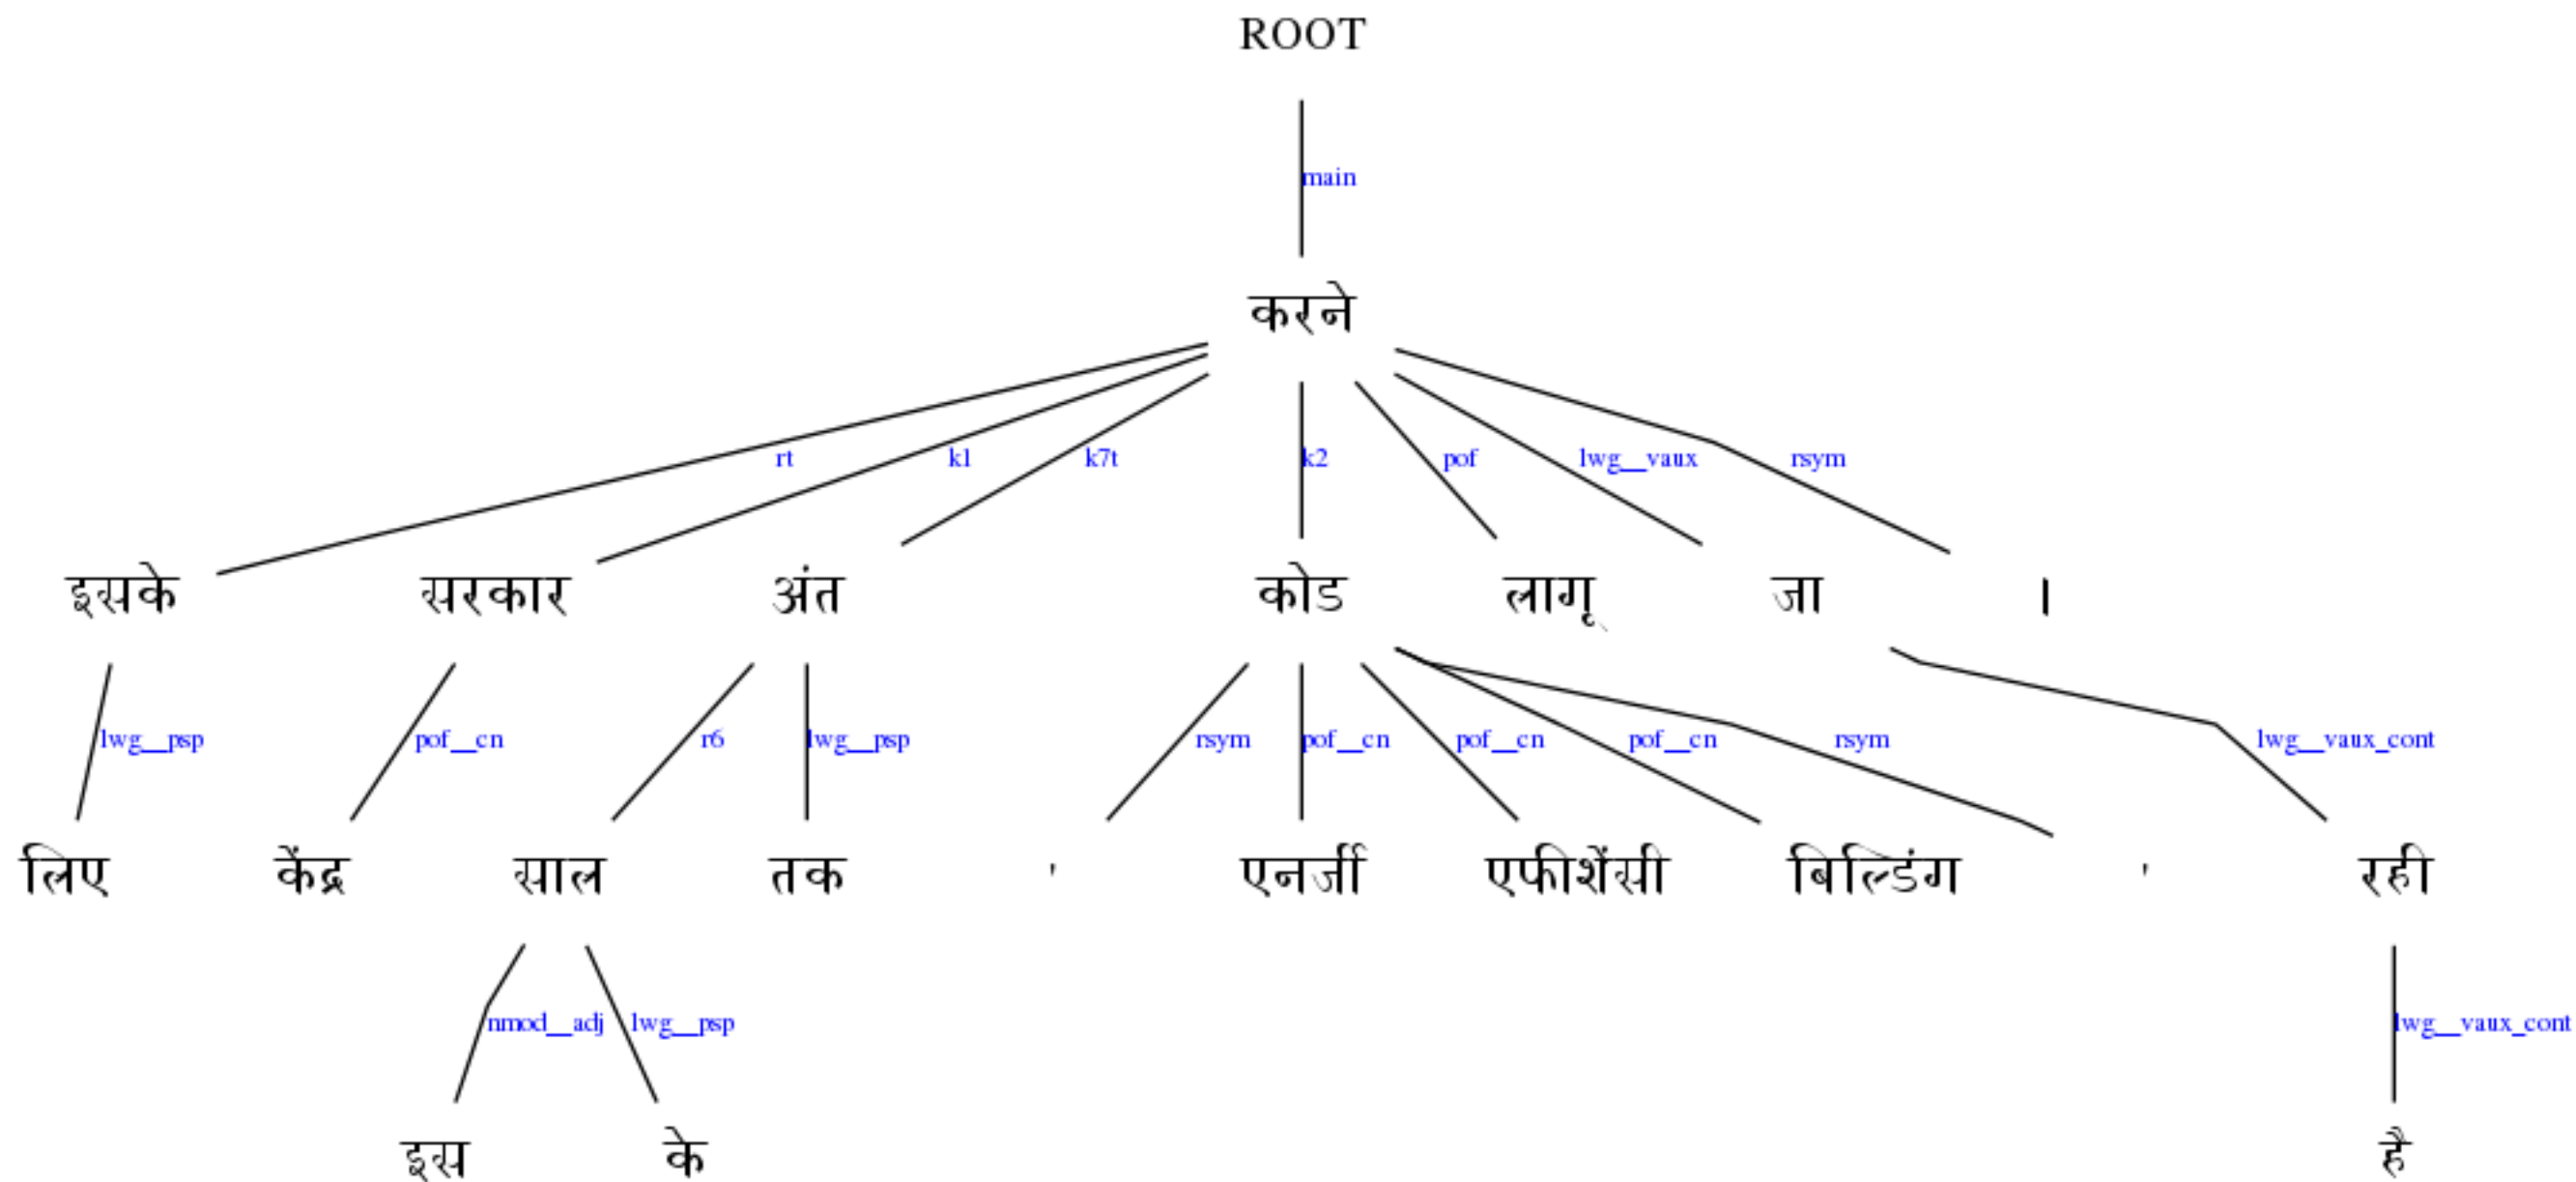 ROOT
main
करने
rt k1 k7t k2 pof lwg__vaux rsym
इसके सरकार अंत कोड लागू जा ।
lwg__psp pof__cn r6 lwg__psp rsym pof__cn pof__cn pof__cn rsym lwg__vaux_cont
लिए केंद्र साल तक ' एनर्जी एफीशेंसी बिल्डिंग ' रही
nmod__adj lwg__psp lwg__vaux_cont
इस के है